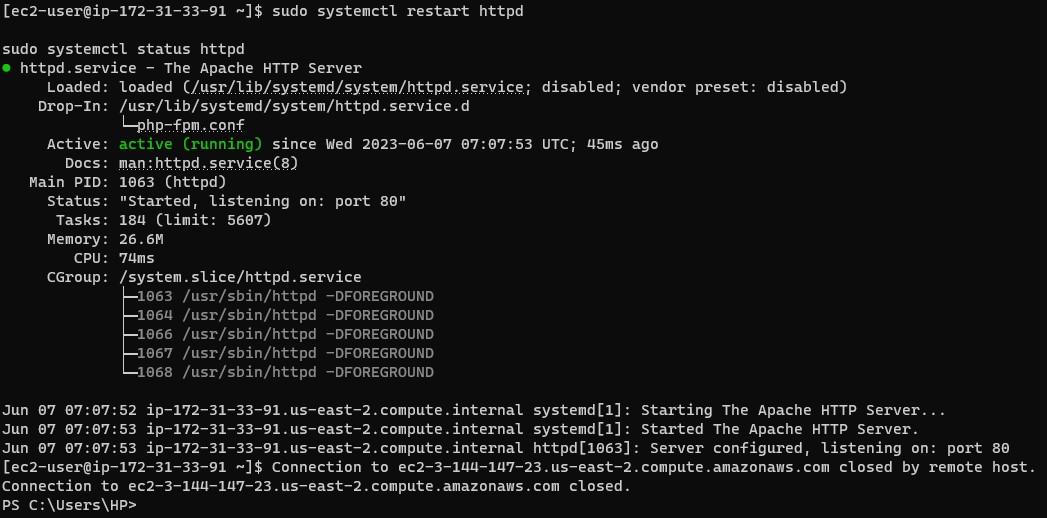 [ec2-user@ip-172-31-33-91 ~]$ sudo systemctl restart httpd
sudo systemctl status httpd
● httpd.service - The Apache HTTP Server
Loaded: loaded (/usr/lib/systemd/system/httpd.service; disabled; vendor preset: disabled)
Drop-In: /usr/lib/systemd/system/httpd.service.d
└─php-fpm.conf
Active: active (running) since Wed 2023-06-07 07:07:53 UTC; 45ms ago
Docs: man:httpd.service(8)
Main PID: 1063 (httpd)
Status: "Started, listening on: port 80"
Tasks: 184 (limit: 5607)
Memory: 26.6M
CPU: 74ms
CGroup: /system.slice/httpd.service
├─1063 /usr/sbin/httpd -DFOREGROUND
├─1064 /usr/sbin/httpd -DFOREGROUND
├─1066 /usr/sbin/httpd -DFOREGROUND
├─1067 /usr/sbin/httpd -DFOREGROUND
└─1068 /usr/sbin/httpd -DFOREGROUND
Jun 07 07:07:52 ip-172-31-33-91.us-east-2.compute.internal systemd[1]: Starting The Apache HTTP Server...
Jun 07 07:07:53 ip-172-31-33-91.us-east-2.compute.internal systemd[1]: Started The Apache HTTP Server.
Jun 07 07:07:53 ip-172-31-33-91.us-east-2.compute.internal httpd[1063]: Server configured, listening on: port 80
[ec2-user@ip-172-31-33-91 ~]$ Connection to ec2-3-144-147-23.us-east-2.compute.amazonaws.com closed by remote host.
Connection to ec2-3-144-147-23.us-east-2.compute.amazonaws.com closed.
PS C:\Users\HP>